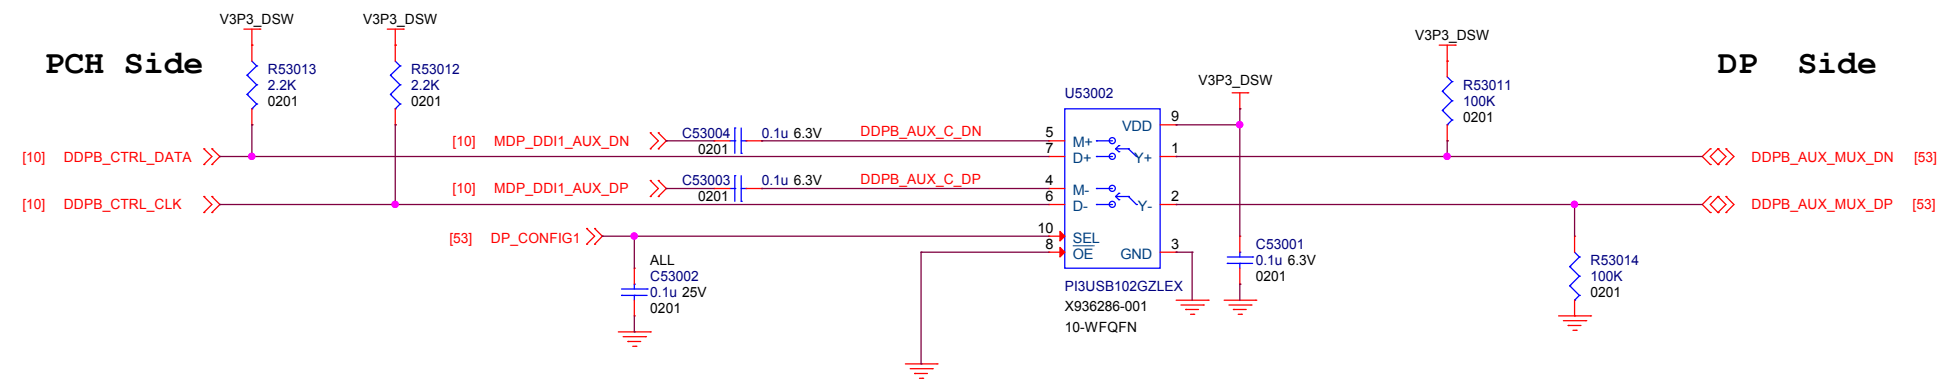 V3P3_DSW
V3P3_DSW
V3P3_DSW
PCH Side
DP Side
R53013
2.2K
0201
R53012
2.2K
0201
V3P3_DSW
R53011
100K
0201
U53002
[10] MDP_DDI1_AUX_DN
C53004
0.1u 6.3V
0201
DDPB_AUX_C_DN
5
M+
VDD
9
[10] DDPB_CTRL_DATA
7
D+
Y+
1
DDPB_AUX_MUX_DN [53]
[10] MDP_DDI1_AUX_DP
C53003
0.1u 6.3V
0201
DDPB_AUX_C_DP
4
M-
[10] DDPB_CTRL_CLK
6
D-
Y-
2
DDPB_AUX_MUX_DP [53]
[53] DP_CONFIG1
10
SEL
8
OE
GND
3
C53001
0.1u 6.3V
0201
R53014
100K
0201
ALL
C53002
0.1u 25V
0201
PI3USB102GZLEX
X936286-001
10-WFQFN